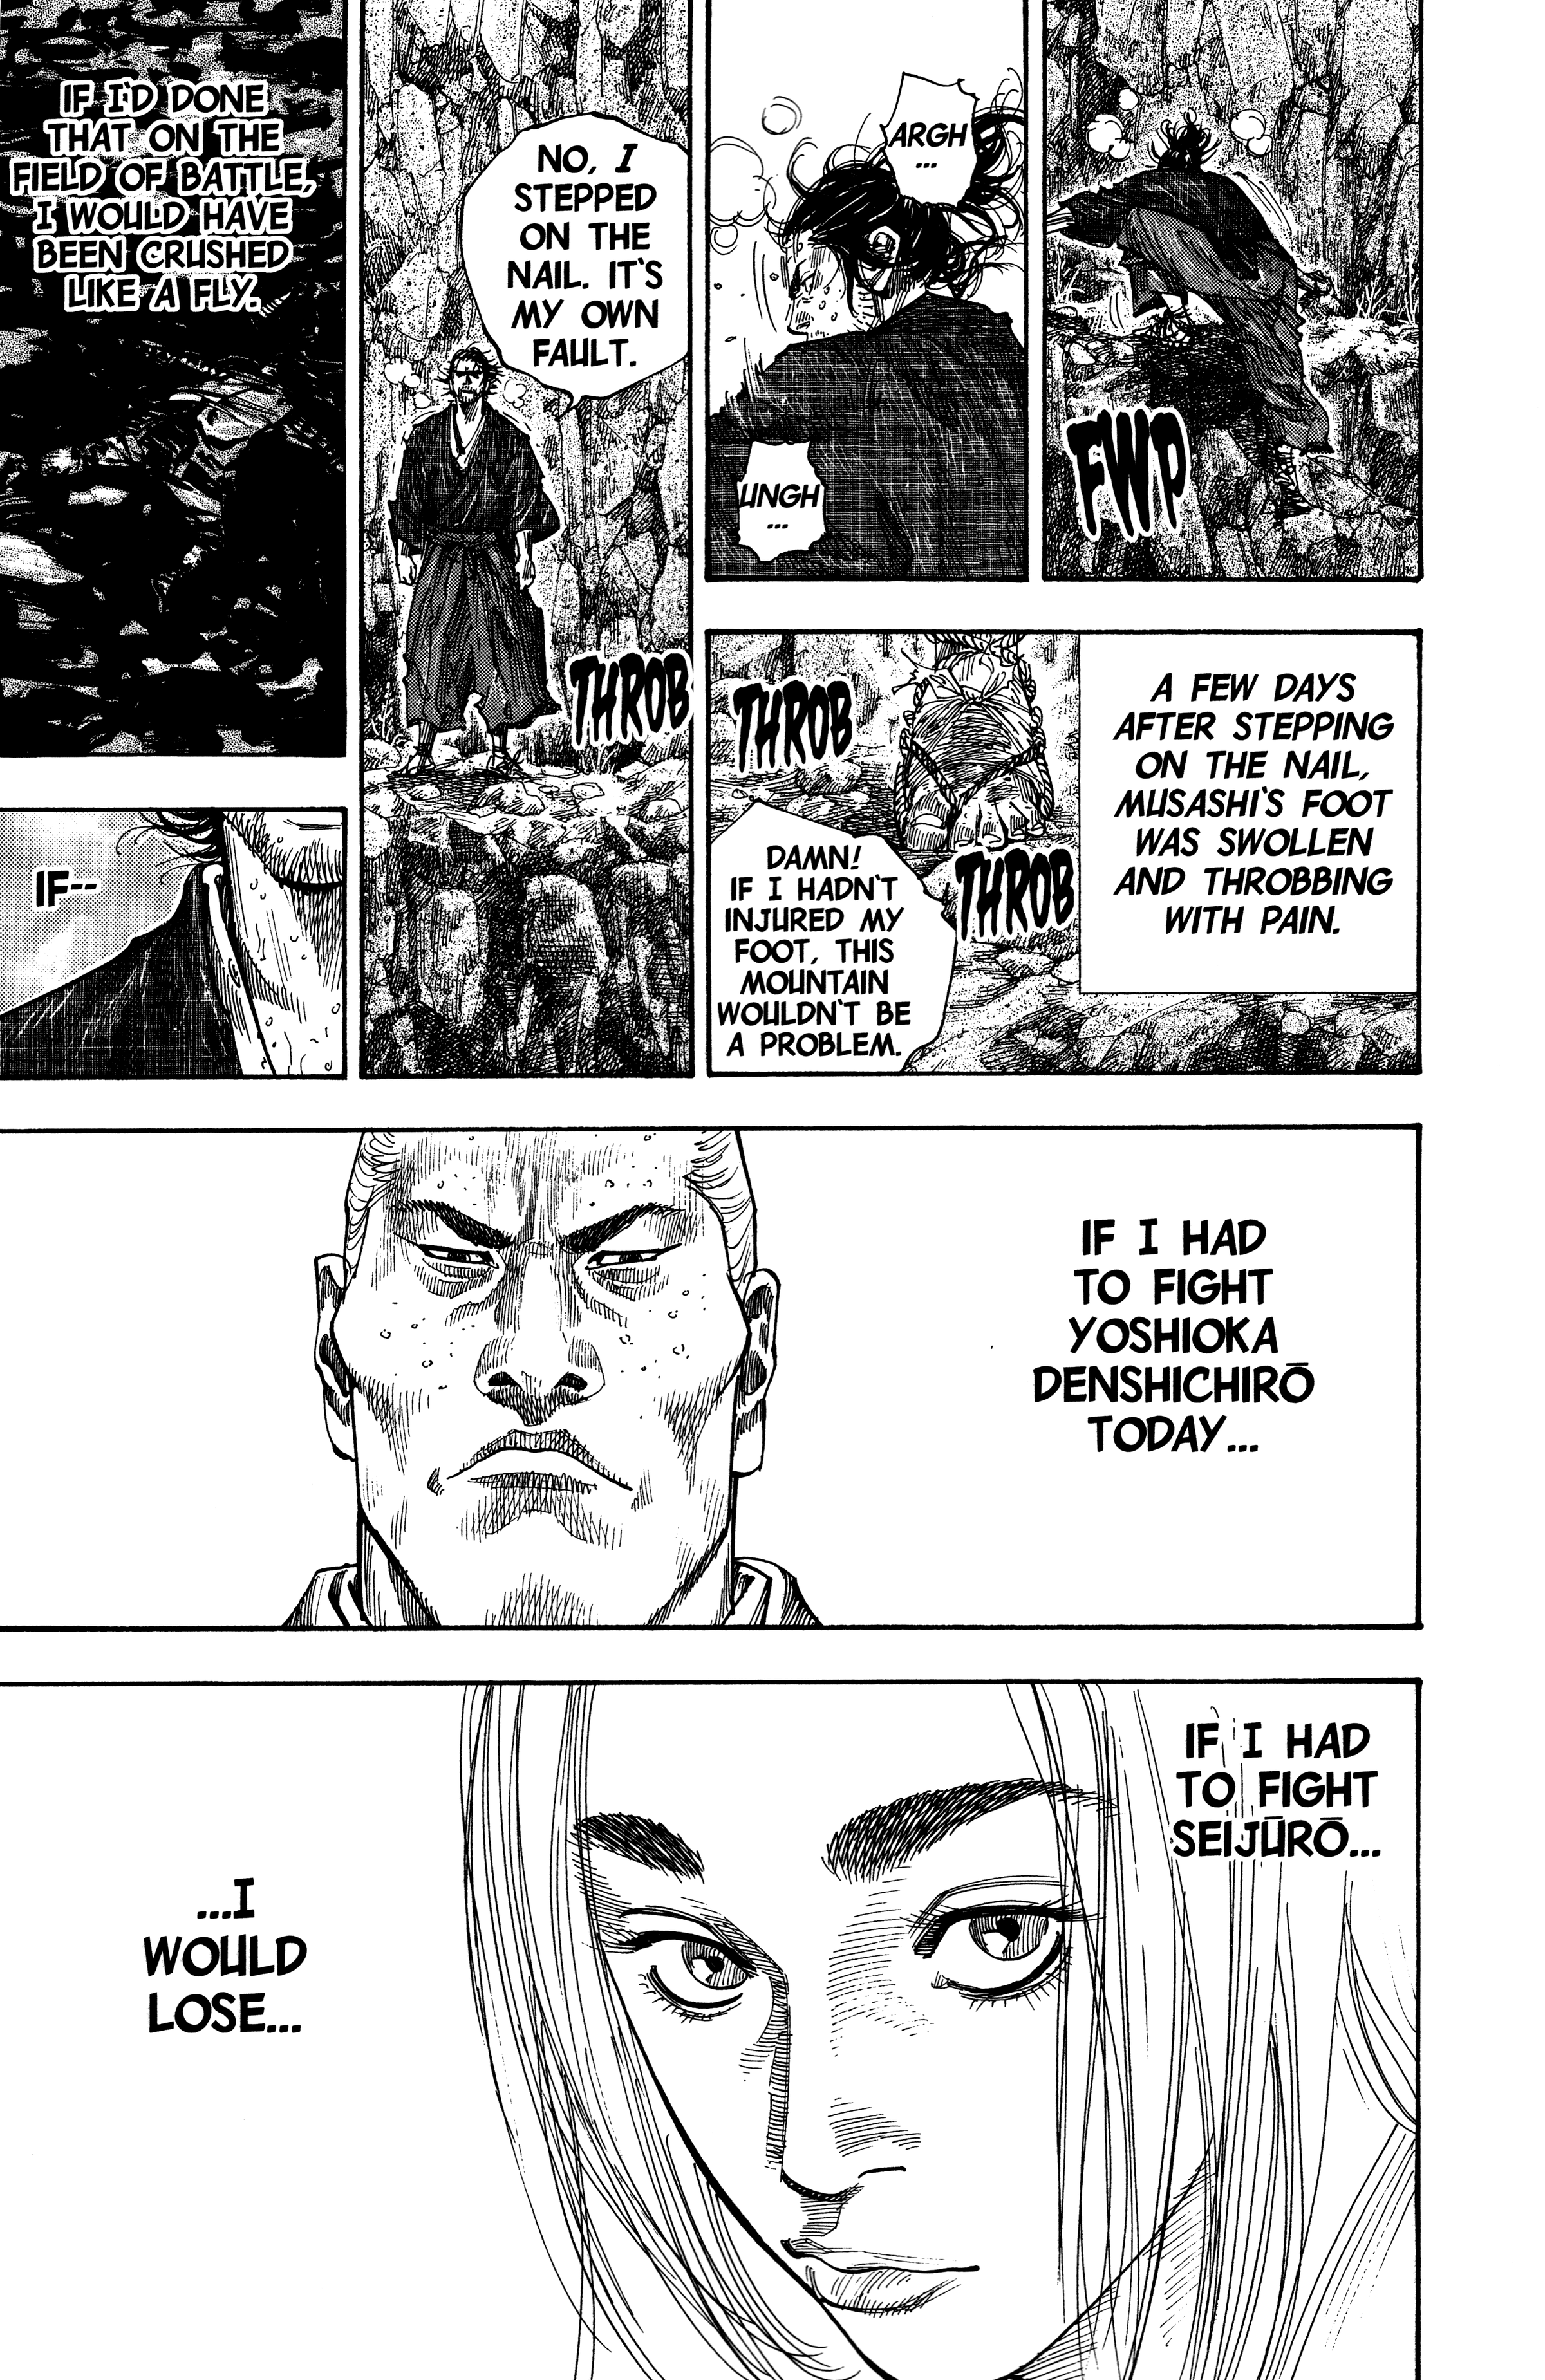 FWP
ARGH
...
UNGH
...
A FEW DAYS
AFTER STEPPING
ON THE NAIL,
MUSASHI'S FOOT
WAS SWOLLEN
AND THROBBING
WITH PAIN.
THROB
THROB
DAMN!
IF I HADN'T
INJURED MY
FOOT, THIS
MOUNTAIN
WOULDN'T BE
A PROBLEM.
NO, I
STEPPED
ON THE
NAIL. IT'S
MY OWN
FAULT.
THROB
IF I'D DONE
THAT ON THE
FIELD OF BATTLE,
I WOULD HAVE
BEEN CRUSHED
LIKE A FLY.
IF--
IF I HAD
TO FIGHT
YOSHIOKA
DENSHICHIRŌ
TODAY...
IF I HAD
TO FIGHT
SEIJŪRŌ...
...I
WOULD
LOSE...